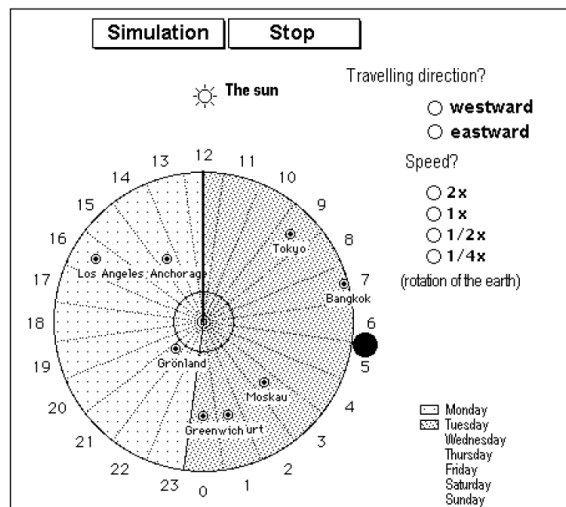 Simulation
Stop
The sun
Travelling direction?
westward
eastward
Speed?
2x
1x
1/2x
1/4x
(rotation of the earth)
12
11
10
9
8
7
6
5
4
3
2
1
0
23
22
21
20
19
18
17
16
15
14
13
Tokyo
Los Angeles
Anchorage
Bangkok
Grönland
Moskau
Greenwich
urt
Monday
Tuesday
Wednesday
Thursday
Friday
Saturday
Sunday